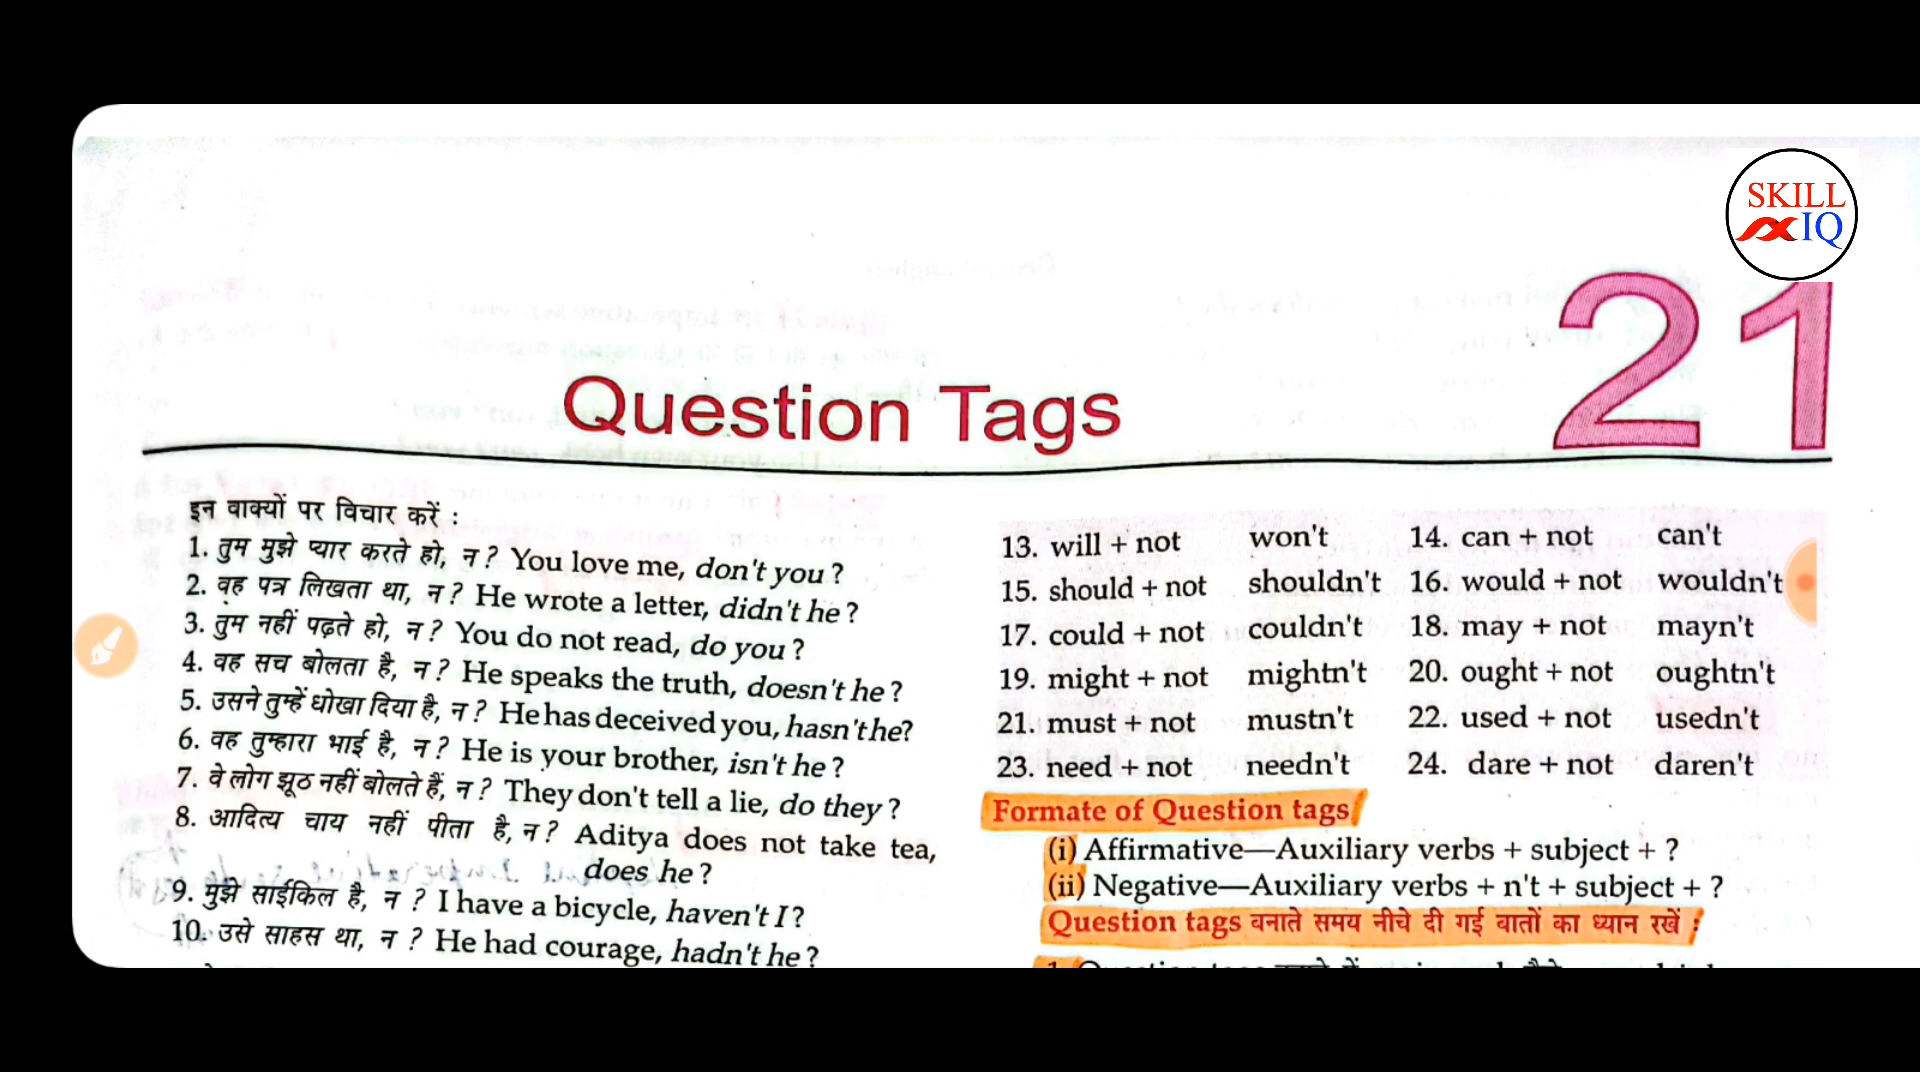 SKILL
IQ
21
Question Tags
इन वाक्यों पर विचार करें :
1. तुम मुझे प्यार करते हो, न ? You love me, don't you ?
2. वह पत्र लिखता था, न ? He wrote a letter, didn't he ?
3. तुम नहीं पढ़ते हो, न ? You do not read, do you ?
4. वह सच बोलता है, न ? He speaks the truth, doesn't he ?
5. उसने तुम्हें धोखा दिया है, न ? He has deceived you, hasn't he?
6. वह तुम्हारा भाई है, न ? He is your brother, isn't he ?
7. वे लोग झूठ नहीं बोलते हैं, न ? They don't tell a lie, do they ?
8. आदित्य चाय नहीं पीता है, न ? Aditya does not take tea,
does he ?
9. मुझे साईकिल है, न ? I have a bicycle, haven't I ?
10. उसे साहस था, न ? He had courage, hadn't he ?
13. will + not won't 14. can + not can't
15. should + not shouldn't 16. would + not wouldn't
17. could + not couldn't 18. may + not mayn't
19. might + not mightn't 20. ought + not oughtn't
21. must + not mustn't 22. used + not usedn't
23. need + not needn't 24. dare + not daren't
Formate of Question tags
(i) Affirmative—Auxiliary verbs + subject + ?
(ii) Negative—Auxiliary verbs + n't + subject + ?
Question tags बनाते समय नीचे दी गई बातों का ध्यान रखें :